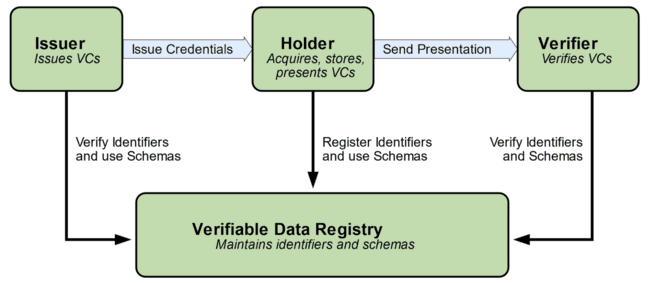 Issuer
Issues VCs
Issue Credentials
Holder
Acquires, stores,
presents VCs
Send Presentation
Verifier
Verifies VCs
Verify Identifiers
and use Schemas
Register Identifiers
and use Schemas
Verify Identifiers
and Schemas
Verifiable Data Registry
Maintains identifiers and schemas